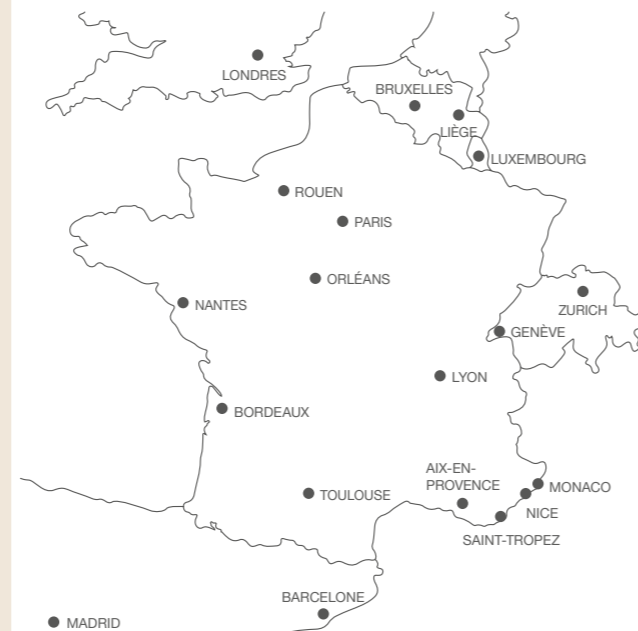 LONDRES
BRUXELLES
LIÈGE
LUXEMBOURG
ROUEN
PARIS
ORLÉANS
NANTES
ZURICH
GENÈVE
LYON
BORDEAUX
AIX-EN-
PROVENCE
MONACO
TOULOUSE
NICE
SAINT-TROPEZ
BARCELONE
MADRID